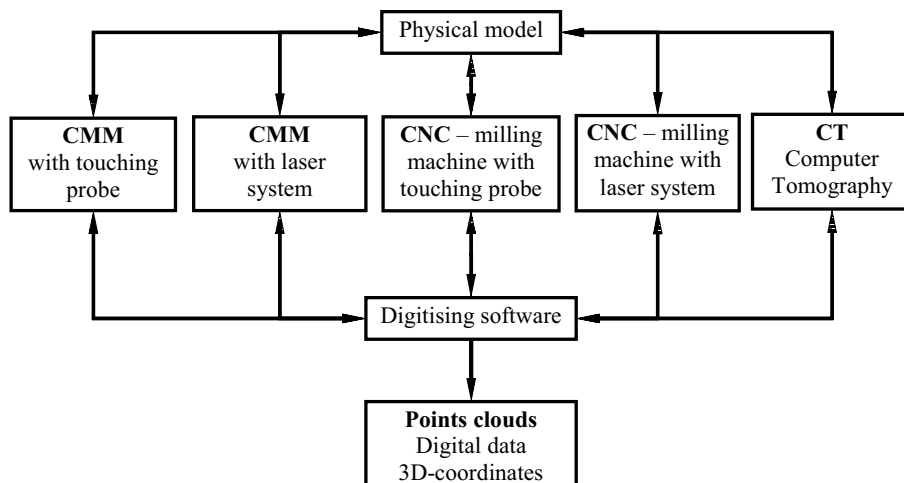 Physical model
CMM
with touching
probe
CMM
with laser
system
CNC – milling
machine with
touching probe
CNC – milling
machine with
laser system
CT
Computer
Tomography
Digitising software
Points clouds
Digital data
3D-coordinates